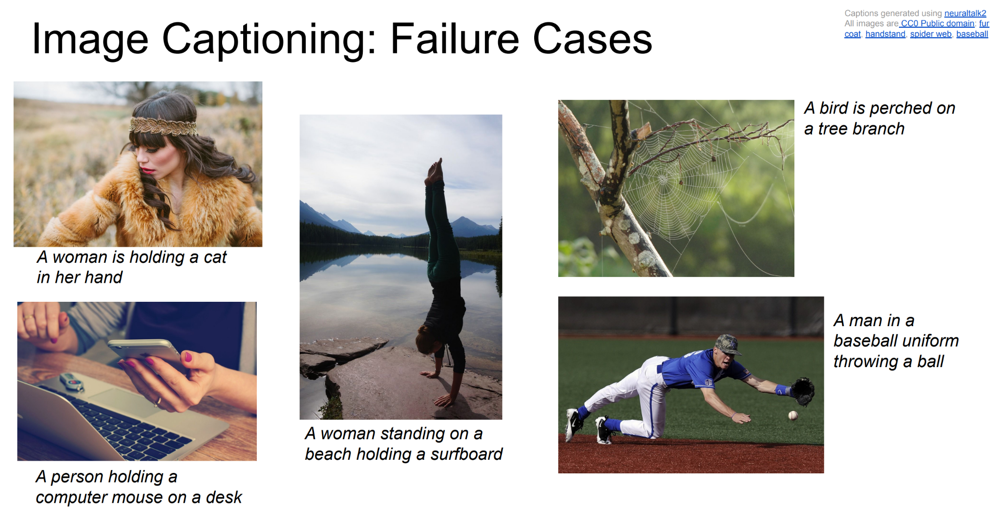 Image Captioning: Failure Cases
Captions generated using neuraltalk2
All images are CC0 Public domain: fur
coat, handstand, spider web, baseball
A woman is holding a cat
in her hand
A person holding a
computer mouse on a desk
A woman standing on a
beach holding a surfboard
A bird is perched on
a tree branch
A man in a
baseball uniform
throwing a ball